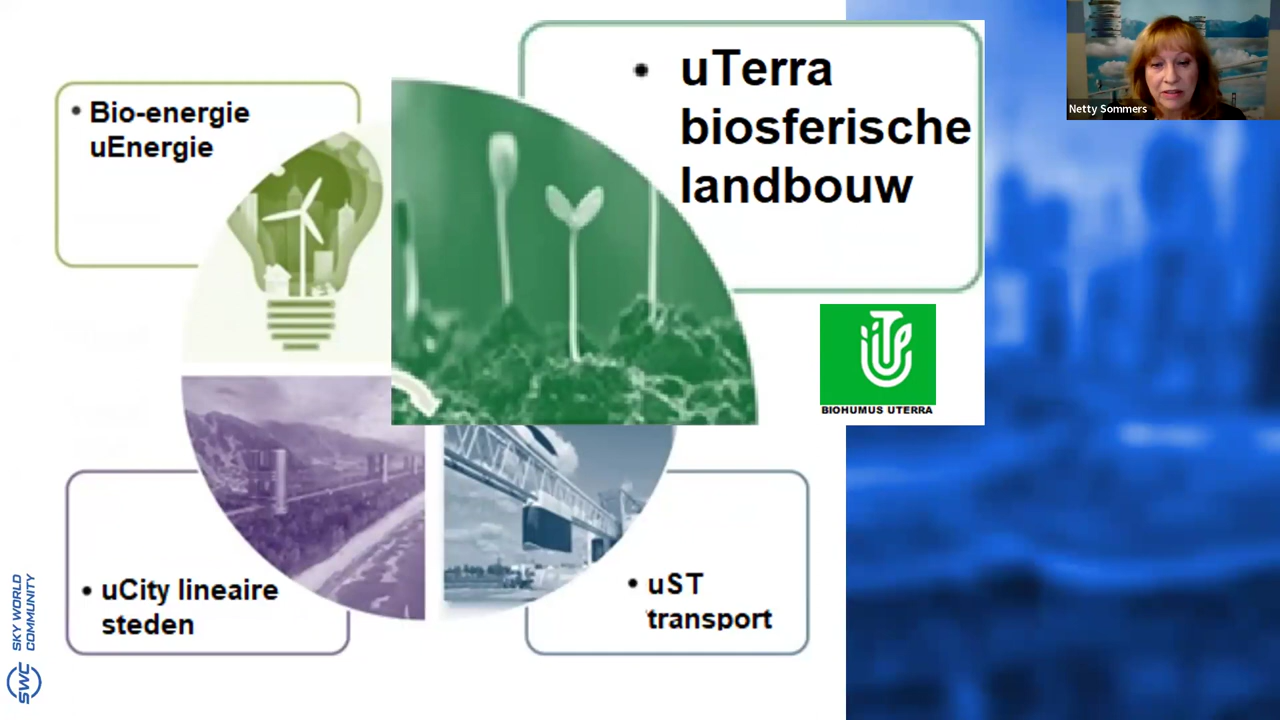 Bio-energie
uEnergie
uTerra
biosferische
landbouw
Netty Sommers
BIOHUMUS UTERRA
uCity lineaire
steden
uST
transport
SWC
SKY WORLD
COMMUNITY